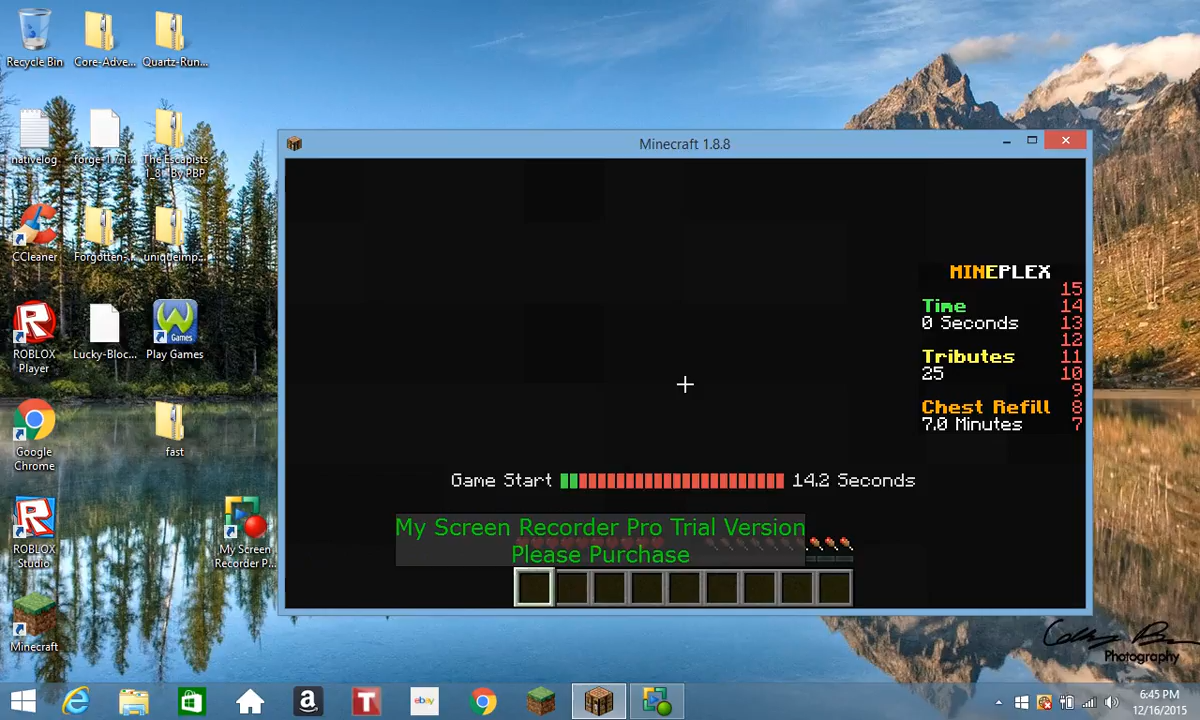 Recycle Bin
Core-Adve...
Quartz-Run...
nativelog
forge-1.7.1...
The Escapists
1_8_ By PBP
CCleaner
Forgotten-...
uniqueimp...
ROBLOX
Player
Lucky-Bloc...
Games
Play Games
Google
Chrome
fast
ROBLOX
Studio
My Screen
Recorder P...
Minecraft
Minecraft 1.8.8
MINEPLEX
15
Time 14
0 Seconds 13
12
Tributes 11
25 10
9
Chest Refill 8
7.0 Minutes 7
Game Start 14.2 Seconds
My Screen Recorder Pro Trial Version
Please Purchase
Photography
ebay
6:45 PM
12/16/2015